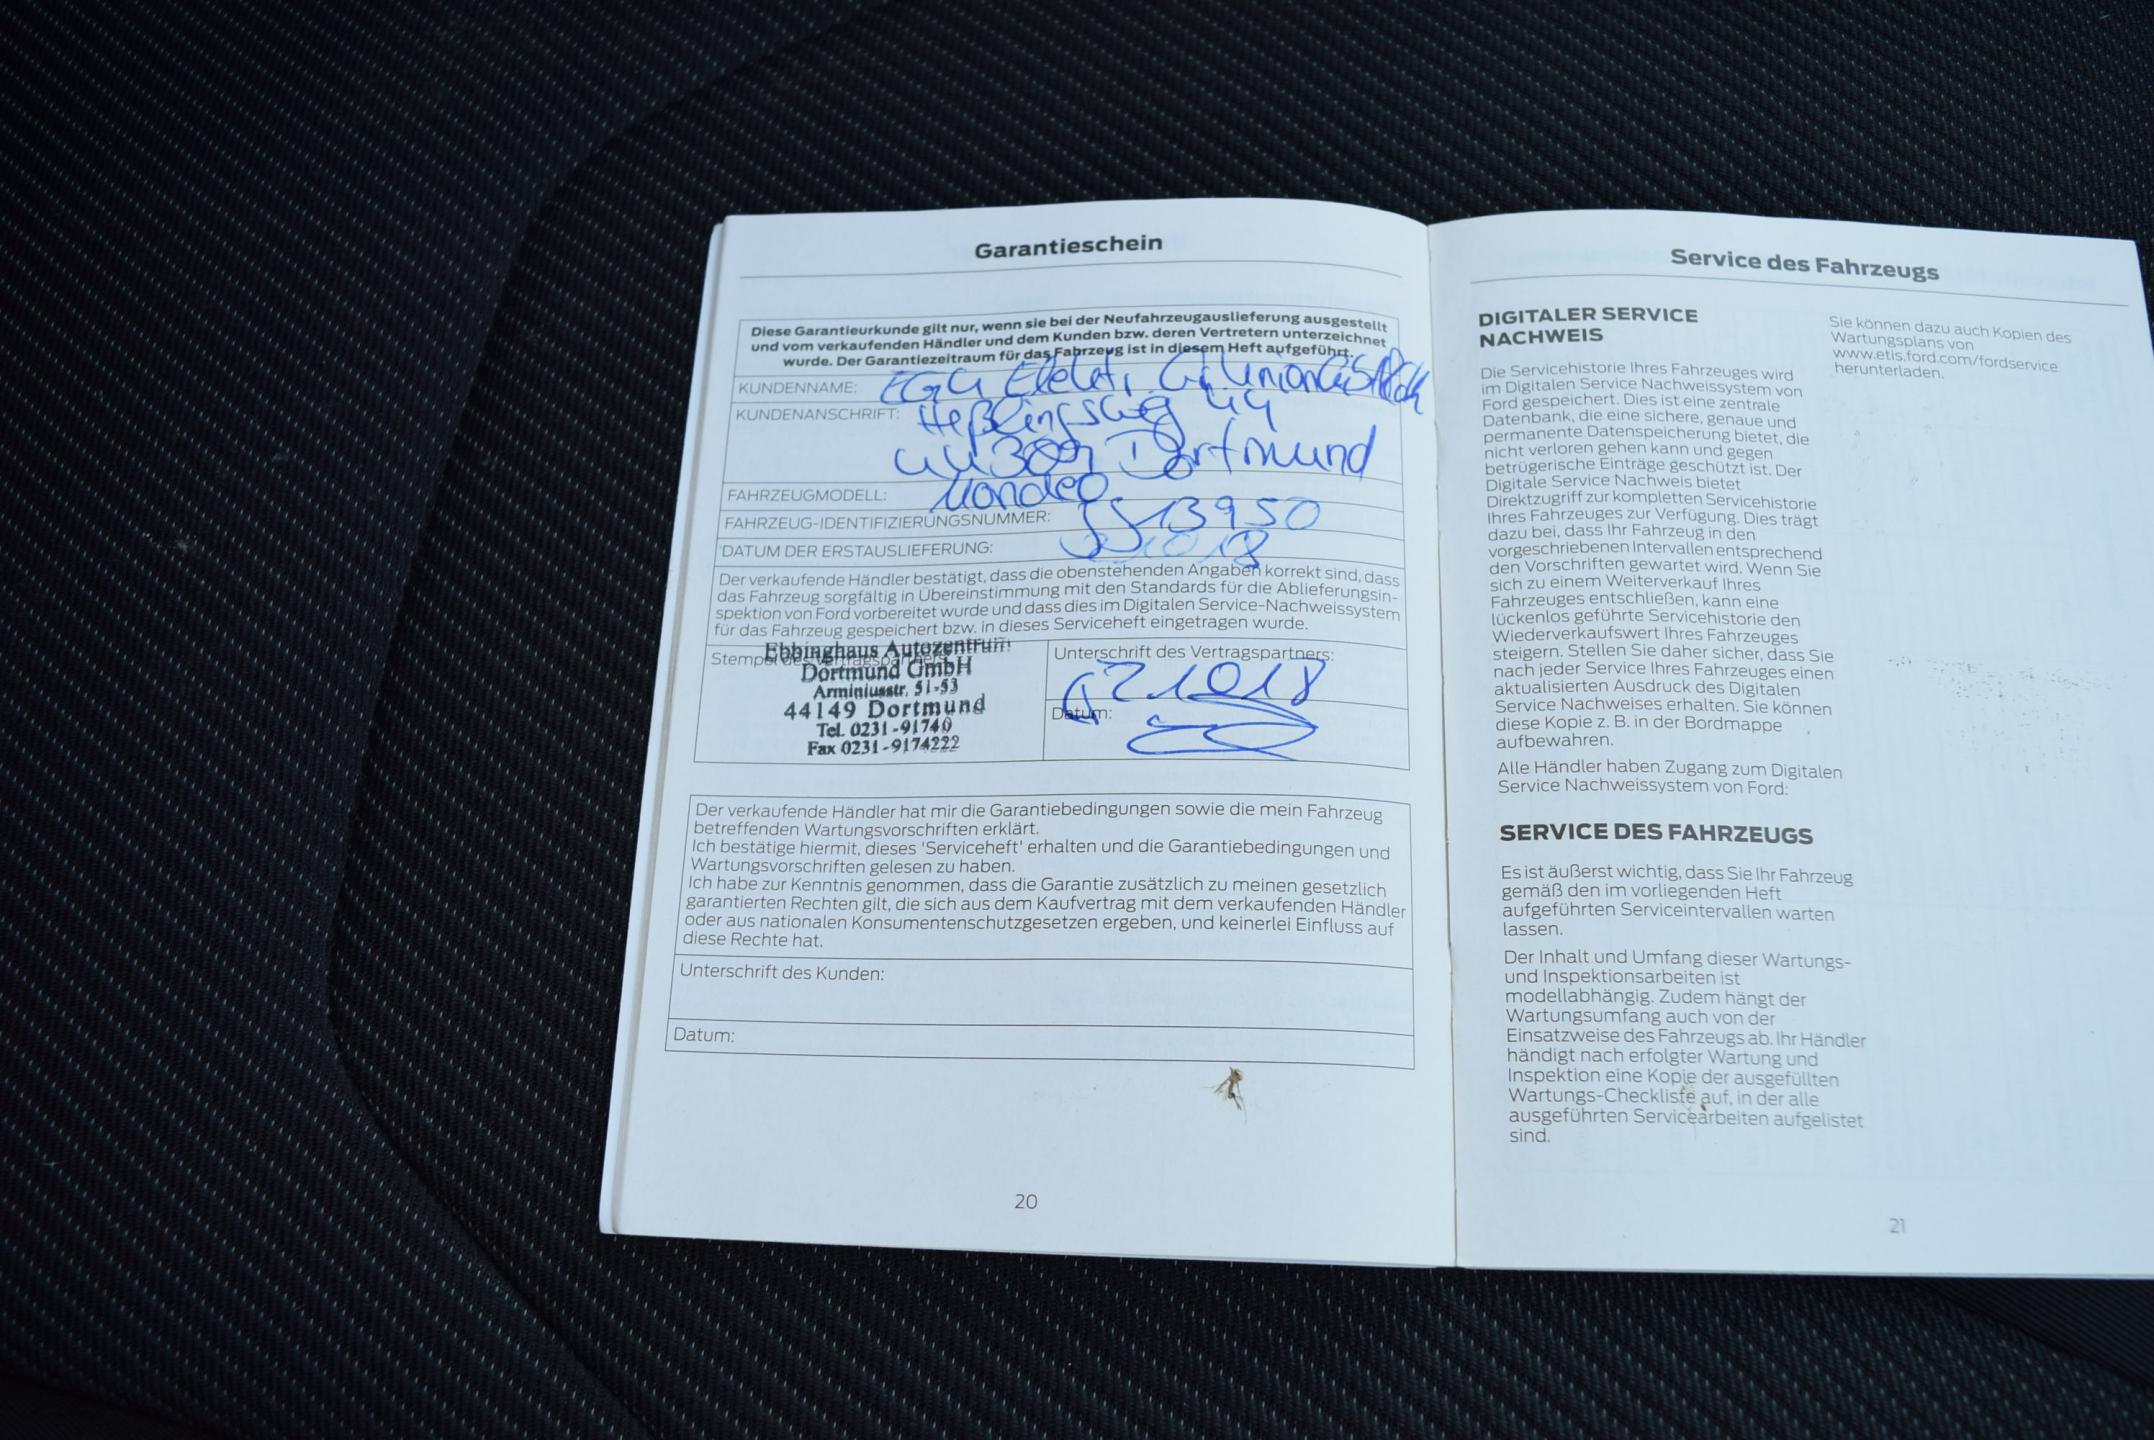 Garantieschein
Diese Garantieurkunde gilt nur, wenn sie bei der Neufahrzeugauslieferung ausgestellt
und vom verkaufenden Händler und dem Kunden bzw. deren Vertretern unterzeichnet
wurde. Der Garantiezeitraum für das Fahrzeug ist in diesem Heft aufgeführt.
KUNDENNAME:
KUNDENANSCHRIFT: Heßlingsweg 44
44309 Dortmund
FAHRZEUGMODELL: Mondeo
FAHRZEUG-IDENTIFIZIERUNGSNUMMER: JS13950
DATUM DER ERSTAUSLIEFERUNG:
Der verkaufende Händler bestätigt, dass die obenstehenden Angaben korrekt sind, dass
das Fahrzeug sorgfältig in Übereinstimmung mit den Standards für die Ablieferungsin-
spektion von Ford vorbereitet wurde und dass dies im Digitalen Service-Nachweissystem
für das Fahrzeug gespeichert bzw. in dieses Serviceheft eingetragen wurde.
Stempel des Vertragspartners:
Ebbinghaus Autozentrum
Dortmund GmbH
Arminiusstr. 51-53
44149 Dortmund
Tel. 0231-91740
Fax 0231-9174222
Unterschrift des Vertragspartners:
Datum:
Der verkaufende Händler hat mir die Garantiebedingungen sowie die mein Fahrzeug
betreffenden Wartungsvorschriften erklärt.
Ich bestätige hiermit, dieses 'Serviceheft' erhalten und die Garantiebedingungen und
Wartungsvorschriften gelesen zu haben.
Ich habe zur Kenntnis genommen, dass die Garantie zusätzlich zu meinen gesetzlich
garantierten Rechten gilt, die sich aus dem Kaufvertrag mit dem verkaufenden Händler
oder aus nationalen Konsumentenschutzgesetzen ergeben, und keinerlei Einfluss auf
diese Rechte hat.
Unterschrift des Kunden:
Datum:
20
Service des Fahrzeugs
DIGITALER SERVICE
NACHWEIS
Die Servicehistorie Ihres Fahrzeuges wird
im Digitalen Service Nachweissystem von
Ford gespeichert. Dies ist eine zentrale
Datenbank, die eine sichere, genaue und
permanente Datenspeicherung bietet, die
nicht verloren gehen kann und gegen
betrügerische Einträge geschützt ist. Der
Digitale Service Nachweis bietet
Direktzugriff zur kompletten Servicehistorie
Ihres Fahrzeuges zur Verfügung. Dies trägt
dazu bei, dass Ihr Fahrzeug in den
vorgeschriebenen Intervallen entsprechend
den Vorschriften gewartet wird. Wenn Sie
sich zu einem Weiterverkauf Ihres
Fahrzeuges entschließen, kann eine
lückenlos geführte Servicehistorie den
Wiederverkaufswert Ihres Fahrzeuges
steigern. Stellen Sie daher sicher, dass Sie
nach jeder Service Ihres Fahrzeuges einen
aktualisierten Ausdruck des Digitalen
Service Nachweises erhalten. Sie können
diese Kopie z. B. in der Bordmappe
aufbewahren.
Alle Händler haben Zugang zum Digitalen
Service Nachweissystem von Ford:
SERVICE DES FAHRZEUGS
Es ist äußerst wichtig, dass Sie Ihr Fahrzeug
gemäß den im vorliegenden Heft
aufgeführten Serviceintervallen warten
lassen.
Der Inhalt und Umfang dieser Wartungs-
und Inspektionsarbeiten ist
modellabhängig. Zudem hängt der
Wartungsumfang auch von der
Einsatzweise des Fahrzeugs ab. Ihr Händler
händigt nach erfolgter Wartung und
Inspektion eine Kopie der ausgefüllten
Wartungs-Checkliste auf, in der alle
ausgeführten Servicearbeiten aufgelistet
sind.
Sie können dazu auch Kopien des
Wartungsplans von
www.etis.ford.com/fordservice
herunterladen.
21